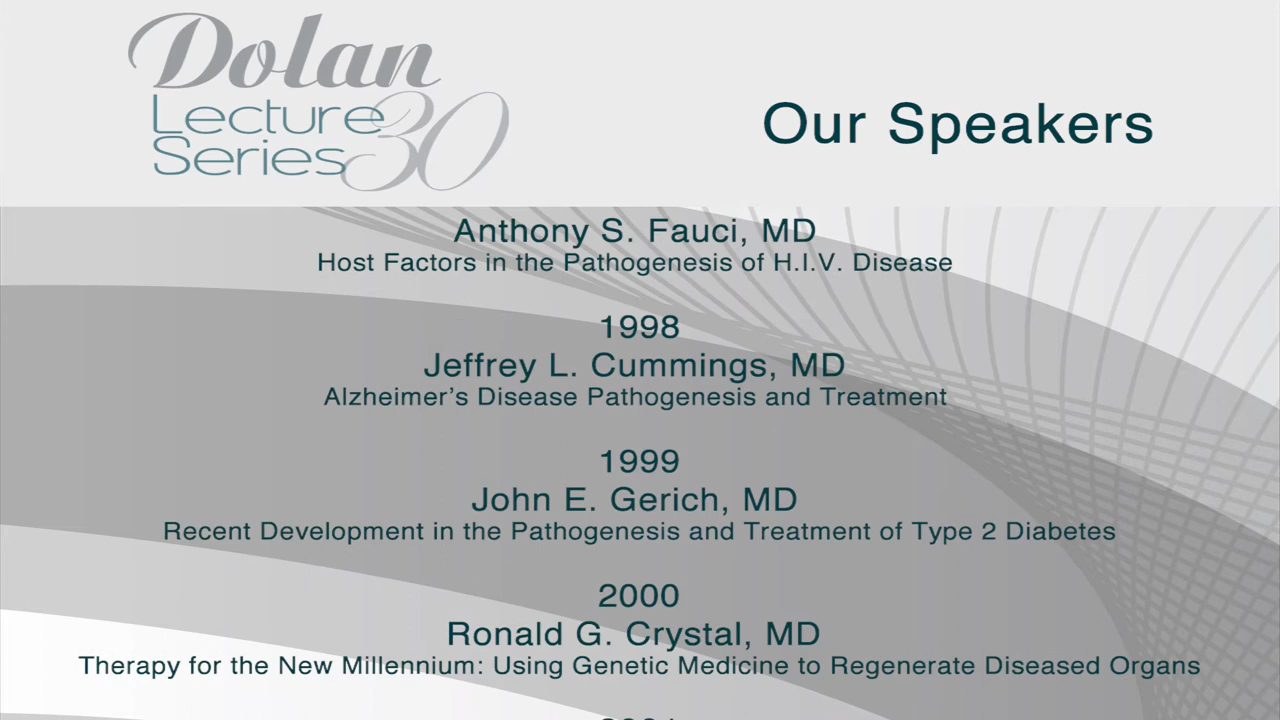 Dolan
Lecture
Series 30
Our Speakers
Anthony S. Fauci, MD
Host Factors in the Pathogenesis of H.I.V. Disease
1998
Jeffrey L. Cummings, MD
Alzheimer’s Disease Pathogenesis and Treatment
1999
John E. Gerich, MD
Recent Development in the Pathogenesis and Treatment of Type 2 Diabetes
2000
Ronald G. Crystal, MD
Therapy for the New Millennium: Using Genetic Medicine to Regenerate Diseased Organs